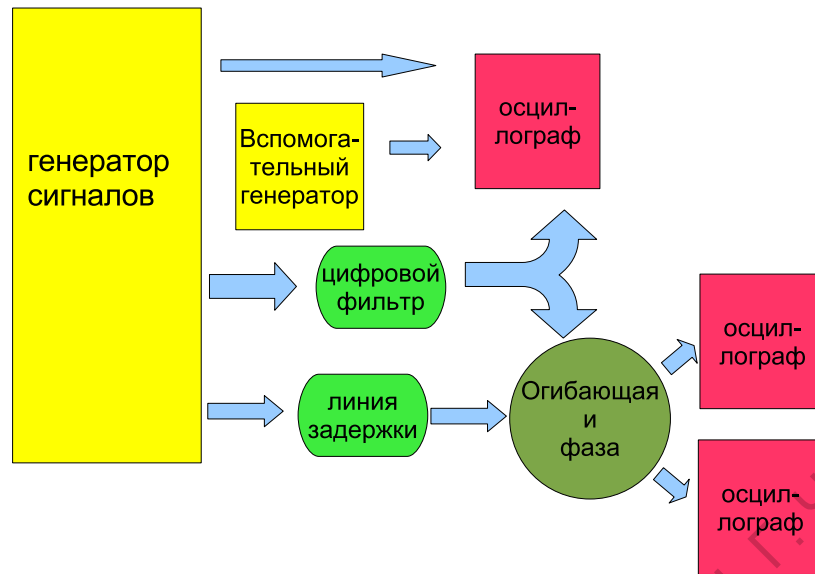 генератор
сигналов
Вспомога-
тельный
генератор
осцил-
лограф
цифровой
фильтр
линия
задержки
Огибающая
и
фаза
осцил-
лограф
осцил-
лограф